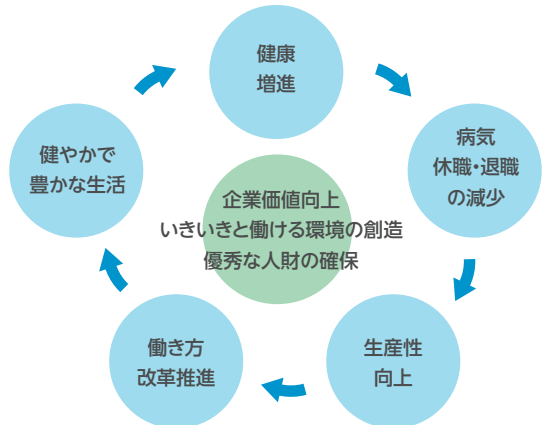 健康
増進
病気
休職・退職
の減少
生産性
向上
働き方
改革推進
健やかで
豊かな生活
企業価値向上
いきいきと働ける環境の創造
優秀な人財の確保